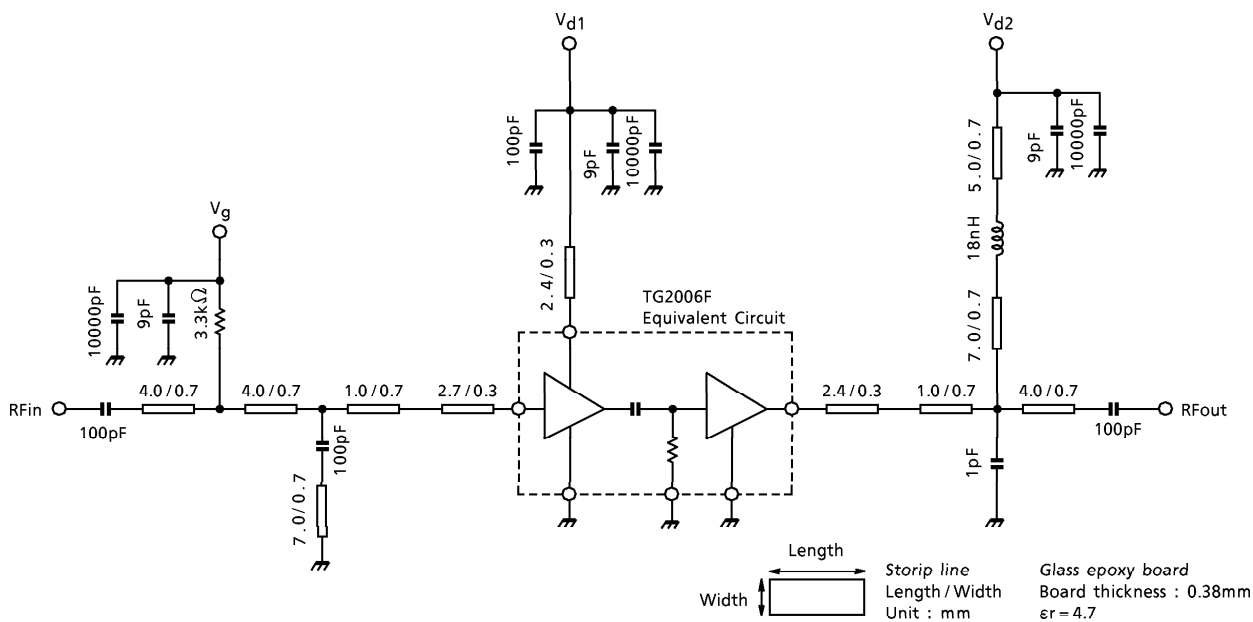 Vd1
Vd2
100pF
9pF
10000pF
5.0/0.7
9pF
10000pF
Vg
18nH
2.4/0.3
TG2006F
Equivalent Circuit
10000pF
9pF
3.3kΩ
7.0/0.7
RFin
100pF
4.0/0.7
4.0/0.7
1.0/0.7
2.7/0.3
2.4/0.3
1.0/0.7
4.0/0.7
100pF
RFout
100pF
7.0/0.7
1pF
Length
Width
Storip line
Length/Width
Unit : mm
Glass epoxy board
Board thickness : 0.38mm
εr=4.7